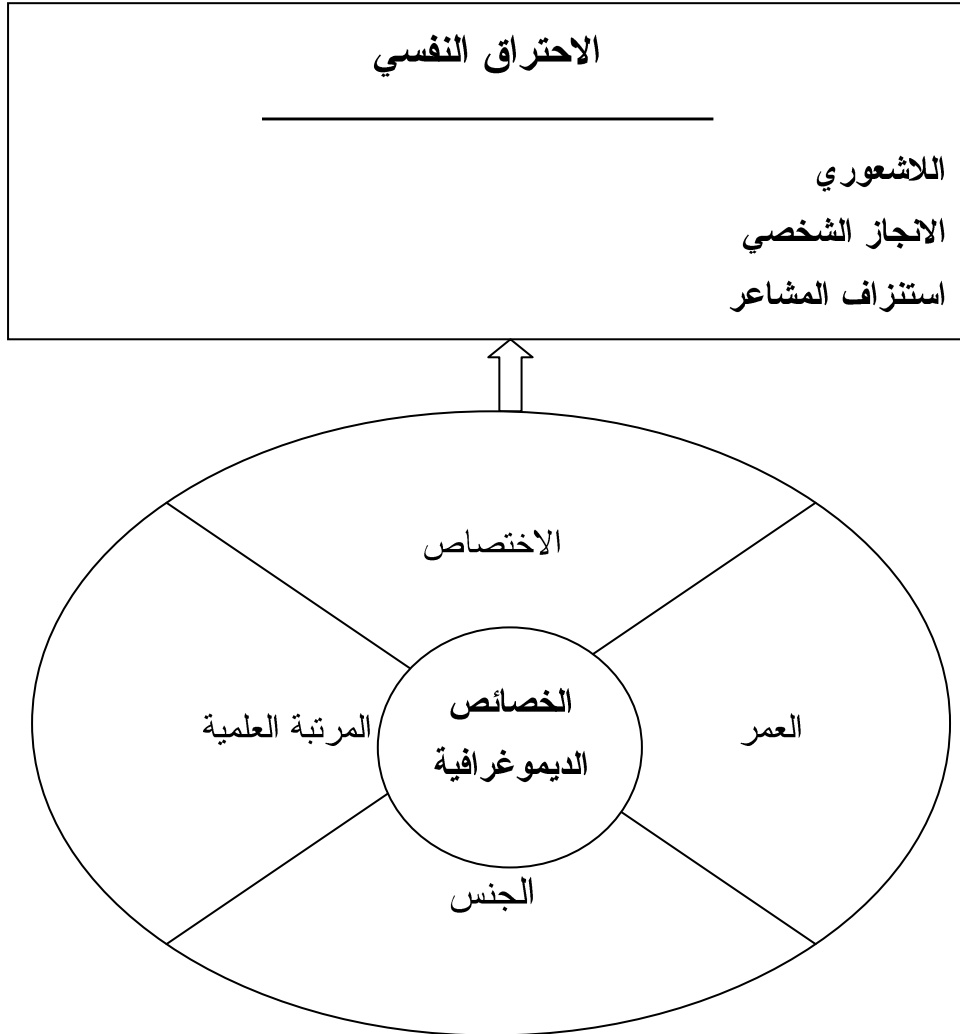 الاحتراق النفسي
اللاشعوري
الانجاز الشخصي
استنزاف المشاعر
الاختصاص
العمر
الخصائص
الديموغرافية
المرتبة العلمية
الجنس